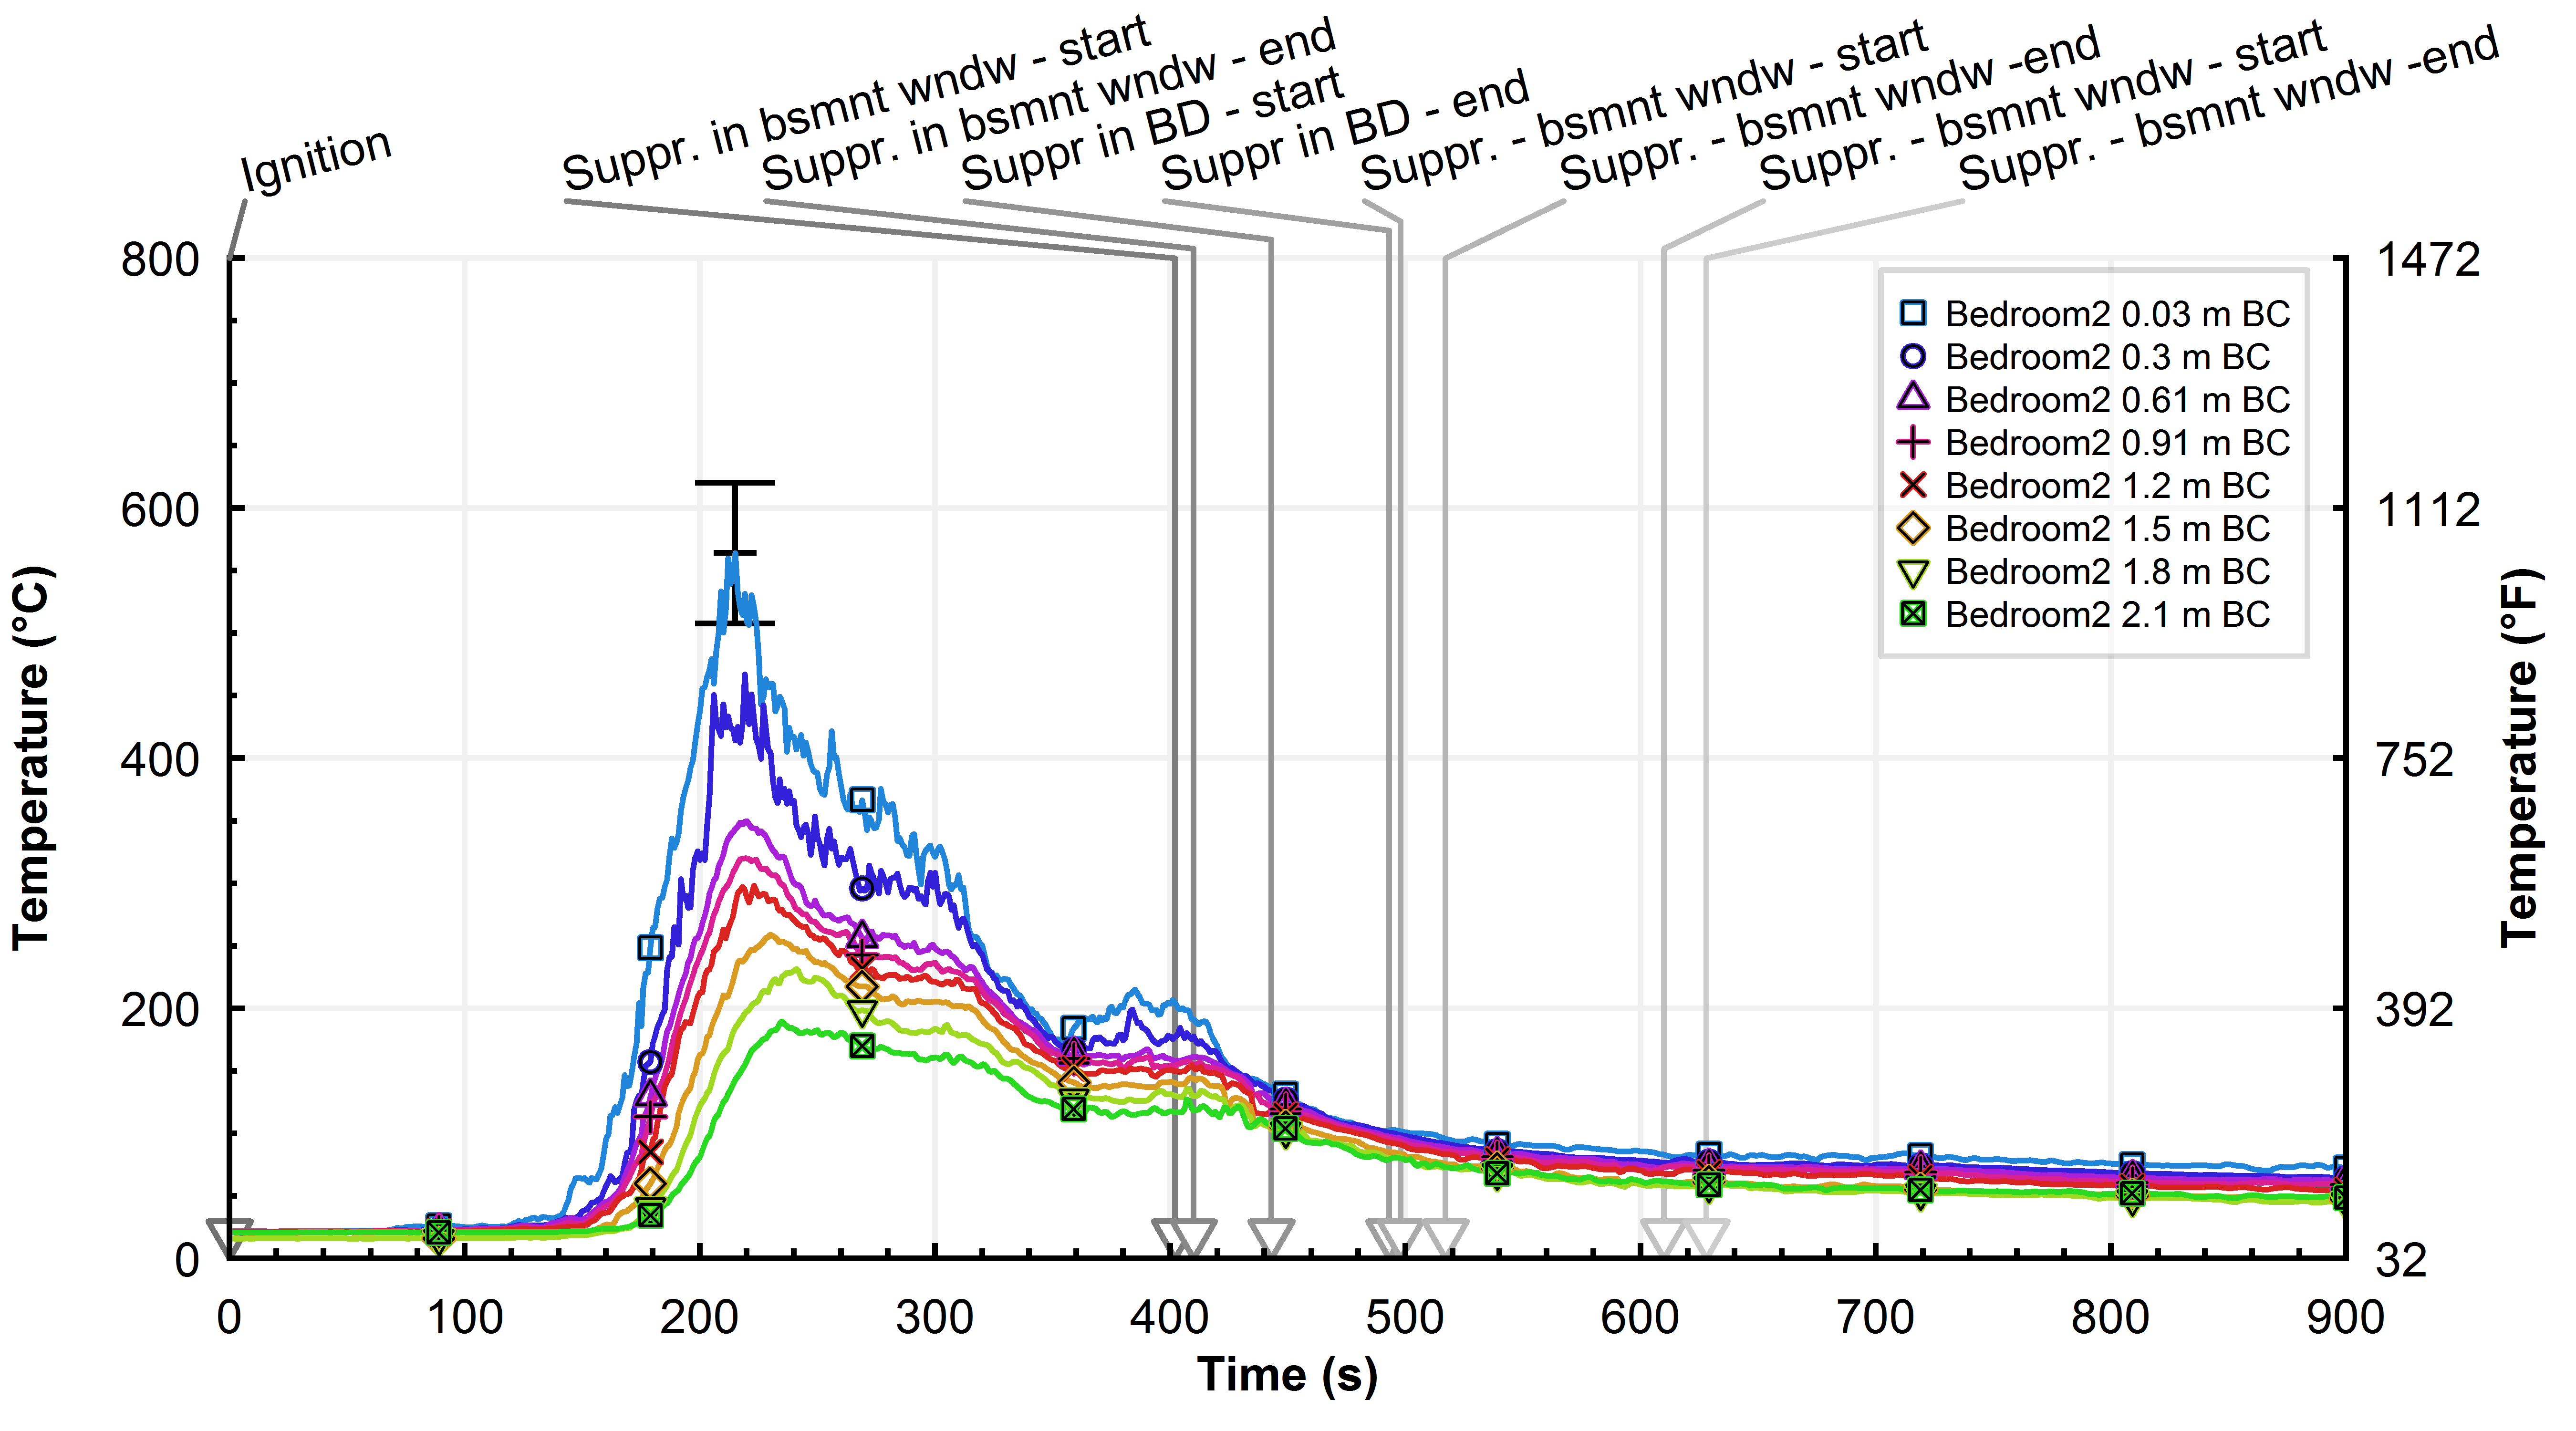 Ignition
Suppr. in bsmnt wndw - start
Suppr. in bsmnt wndw - end
Suppr in BD - start
Suppr in BD - end
Suppr. - bsmnt wndw - start
Suppr. - bsmnt wndw -end
Suppr. - bsmnt wndw - start
Suppr. - bsmnt wndw -end
800
600
400
200
0
Temperature (°C)
1472
1112
752
392
32
Temperature (°F)
Bedroom2 0.03 m BC
Bedroom2 0.3 m BC
Bedroom2 0.61 m BC
Bedroom2 0.91 m BC
Bedroom2 1.2 m BC
Bedroom2 1.5 m BC
Bedroom2 1.8 m BC
Bedroom2 2.1 m BC
0 100 200 300 400 500 600 700 800 900
Time (s)